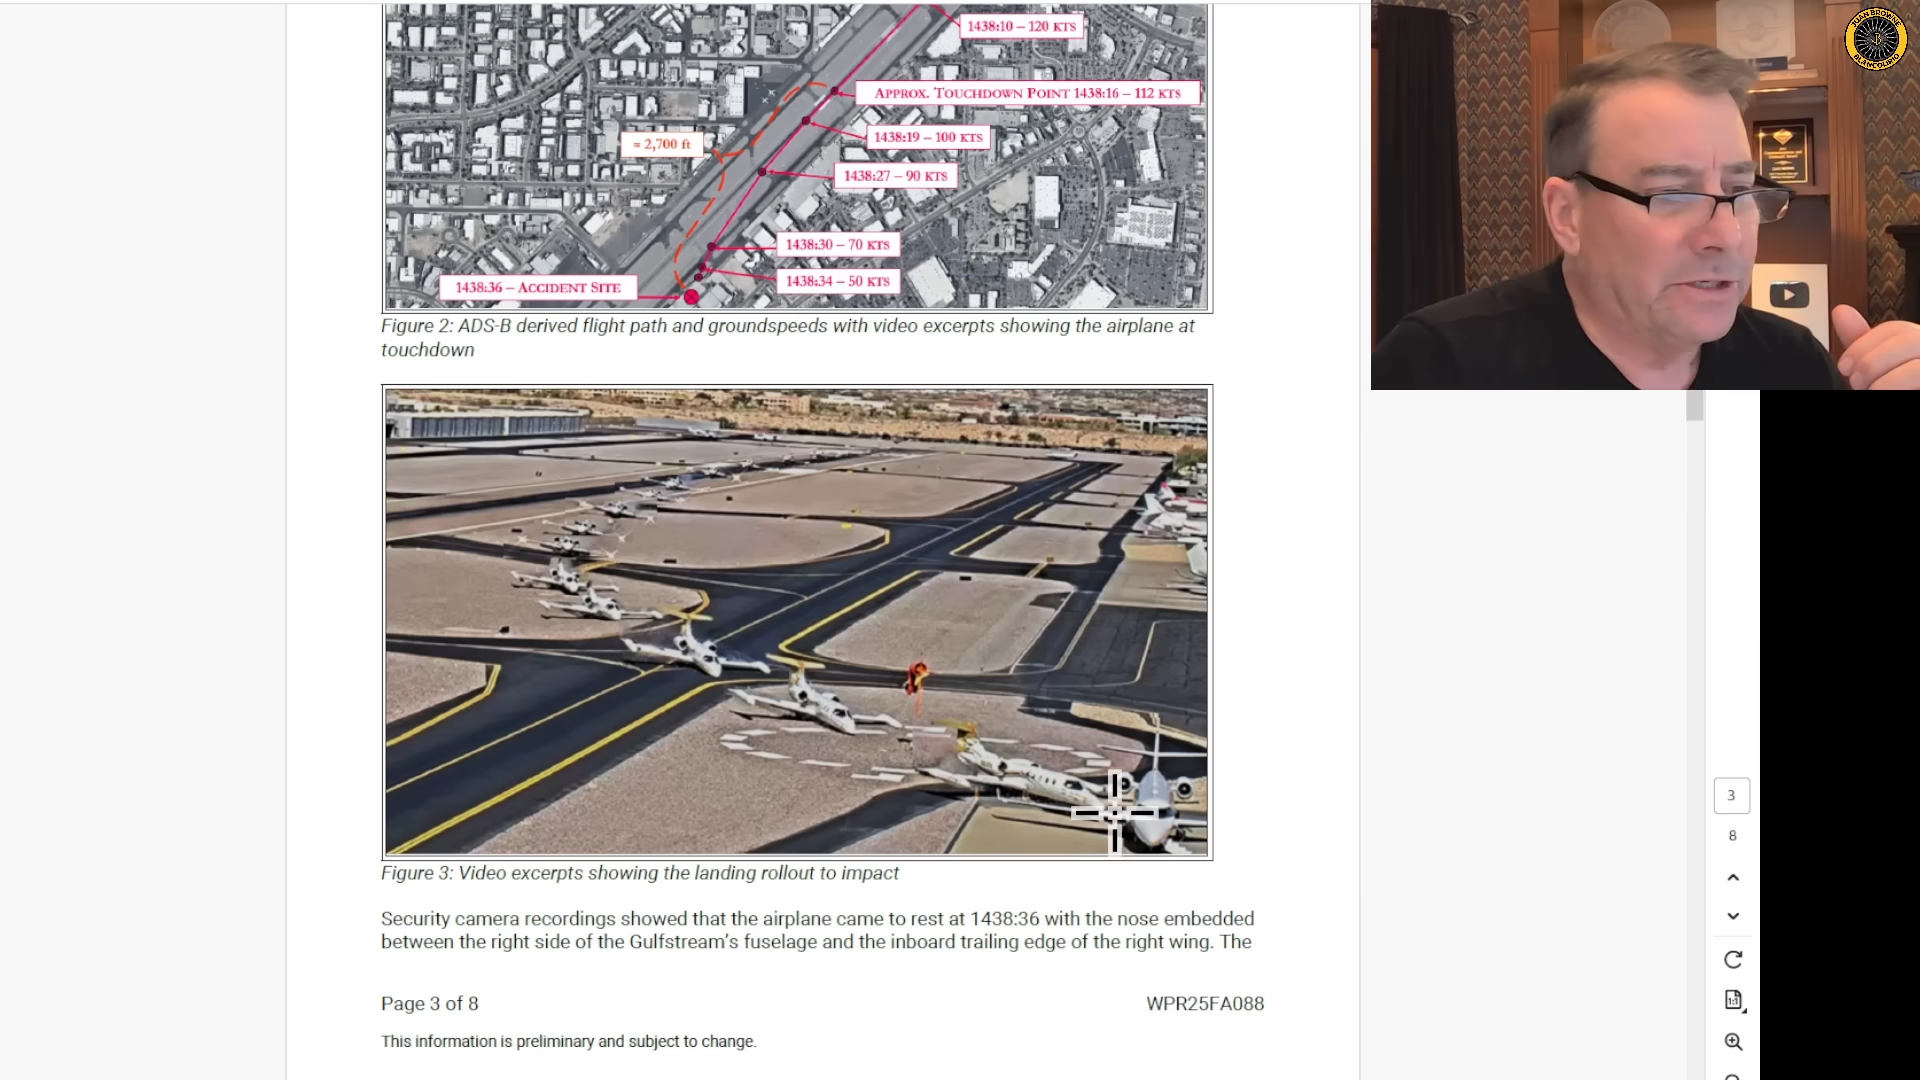 1438:10 – 120 KTS
APPROX. TOUCHDOWN POINT 1438:16 – 112 KTS
1438:19 – 100 KTS
≈ 2,700 ft
1438:27 – 90 KTS
1438:30 – 70 KTS
1438:34 – 50 KTS
1438:36 – ACCIDENT SITE
Figure 2: ADS-B derived flight path and groundspeeds with video excerpts showing the airplane at
touchdown
Figure 3: Video excerpts showing the landing rollout to impact
Security camera recordings showed that the airplane came to rest at 1438:36 with the nose embedded
between the right side of the Gulfstream's fuselage and the inboard trailing edge of the right wing. The
Page 3 of 8
WPR25FA088
This information is preliminary and subject to change.
JUAN BROWNE
BLANCOLIRIO
3
8
1:1